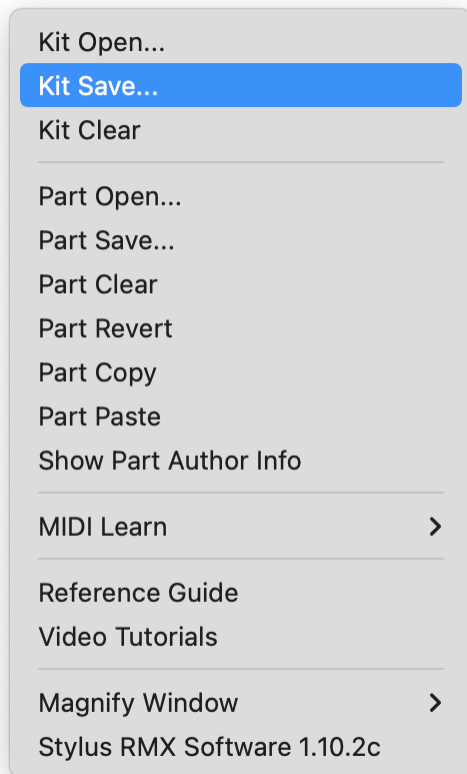 Kit Open...
Kit Save...
Kit Clear
Part Open...
Part Save...
Part Clear
Part Revert
Part Copy
Part Paste
Show Part Author Info
MIDI Learn
Reference Guide
Video Tutorials
Magnify Window
Stylus RMX Software 1.10.2c